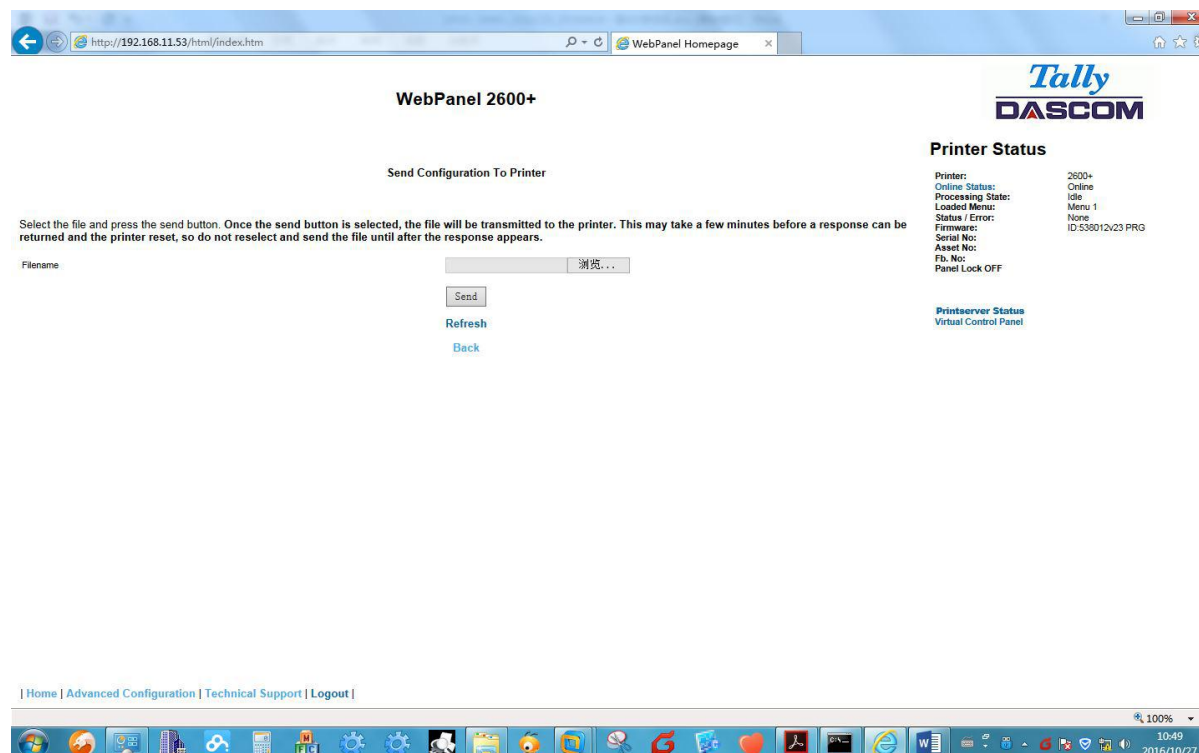 http://192.168.11.53/html/index.htm
WebPanel Homepage
WebPanel 2600+
Tally
DASCOM
Send Configuration To Printer
Select the file and press the send button. Once the send button is selected, the file will be transmitted to the printer. This may take a few minutes before a response can be
returned and the printer reset, so do not reselect and send the file until after the response appears.
Filename
浏览...
Send
Refresh
Back
Printer Status
Printer: 2600+
Online Status: Online
Processing State: Idle
Loaded Menu: Menu 1
Status / Error: None
Firmware: ID:538012v23 PRG
Serial No:
Asset No:
Fb. No:
Panel Lock OFF
Printserver Status
Virtual Control Panel
| Home | Advanced Configuration | Technical Support | Logout |
100%
10:49